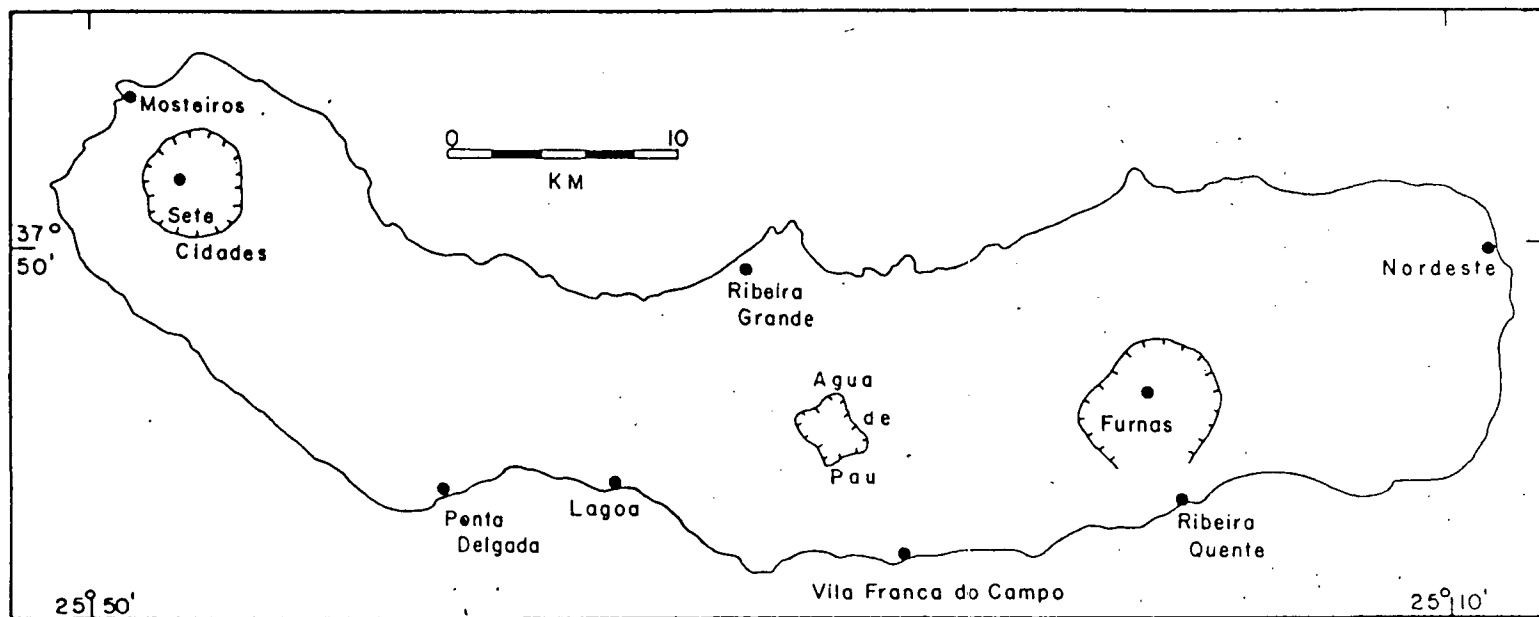 Mosteiros
0 10
KM
Sete
Cidades
37°
50'
Nordeste
Ribeira
Grande
Agua
de
Pau
Furnas
Ponta
Delgada
Lagoa
Ribeira
Quente
Vila Franca do Campo
25° 50'
25° 10'